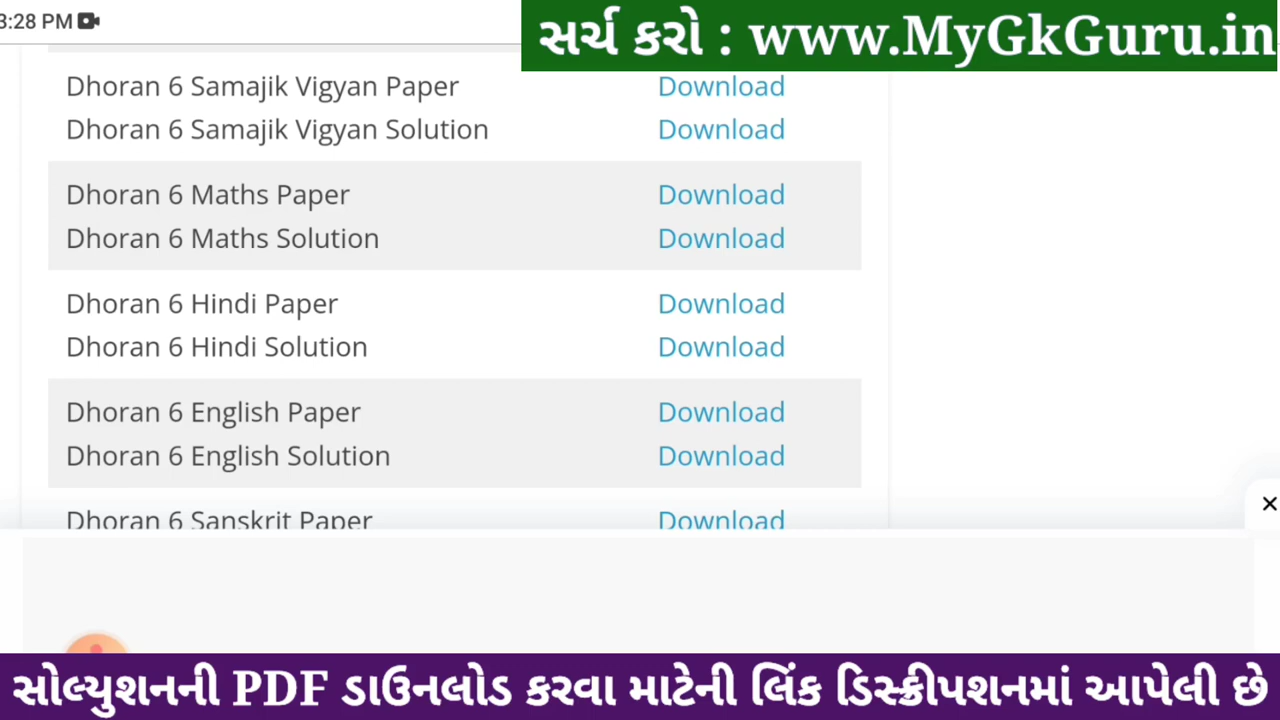 3:28 PM
સર્ચ કરો : www.MyGkGuru.in
Dhoran 6 Samajik Vigyan Paper Download
Dhoran 6 Samajik Vigyan Solution Download
Dhoran 6 Maths Paper Download
Dhoran 6 Maths Solution Download
Dhoran 6 Hindi Paper Download
Dhoran 6 Hindi Solution Download
Dhoran 6 English Paper Download
Dhoran 6 English Solution Download
Dhoran 6 Sanskrit Paper Download
સોલ્યુશનની PDF ડાઉનલોડ કરવા માટેની લિંક ડિસ્ક્રીપશનમાં આપેલી છે